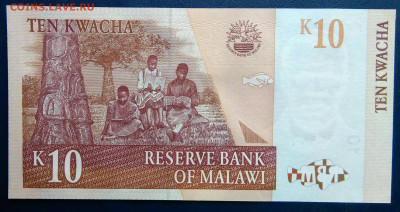 COINS.LAVE.RU
TEN KWACHA
K10
TEN KWACHA
K10
RESERVE BANK
OF MALAWI